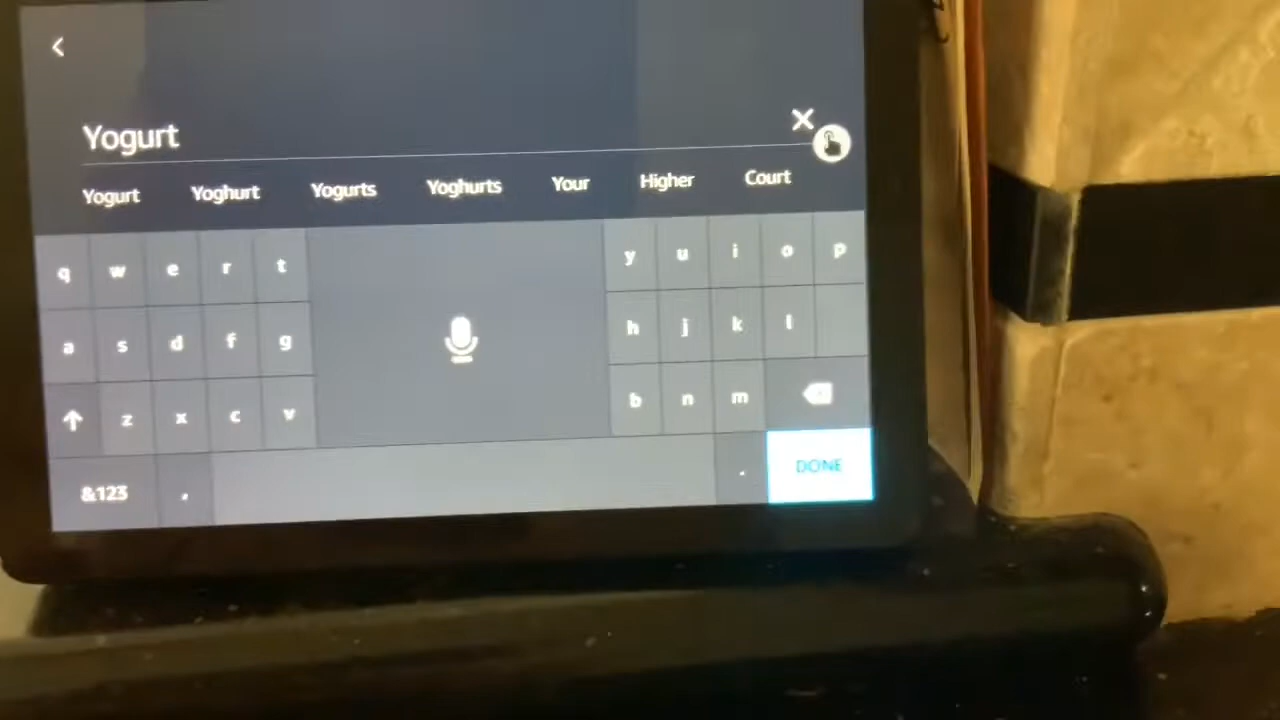 Yogurt
Yogurt Yoghurt Yogurts Yoghurts Your Higher Court
q w e r t y u i o p
a s d f g h j k l
z x c v b n m
&123 , . DONE